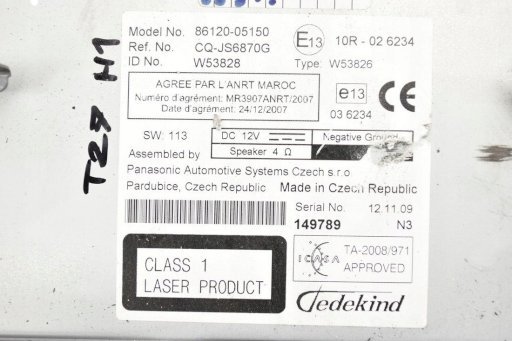 Model No. 86120-05150
Ref. No. CQ-JS6870G
ID No. W53828
E13 10R - 02 6234
Type: W53826
AGREE PAR L'ANRT MAROC
Numéro d'agrément: MR3907ANRT/2007
Date d'agrément: 24/12/2007
e13 CE
03 6234
SW: 113 DC 12V Negative Ground
Speaker 4 Ω
Assembled by
Panasonic Automotive Systems Czech s.r.o
Pardubice, Czech Republic Made in Czech Republic
Serial No. 12.11.09
149789 N3
CLASS 1
LASER PRODUCT
ICASA TA-2008/971
APPROVED
Tedekind
T27 H1